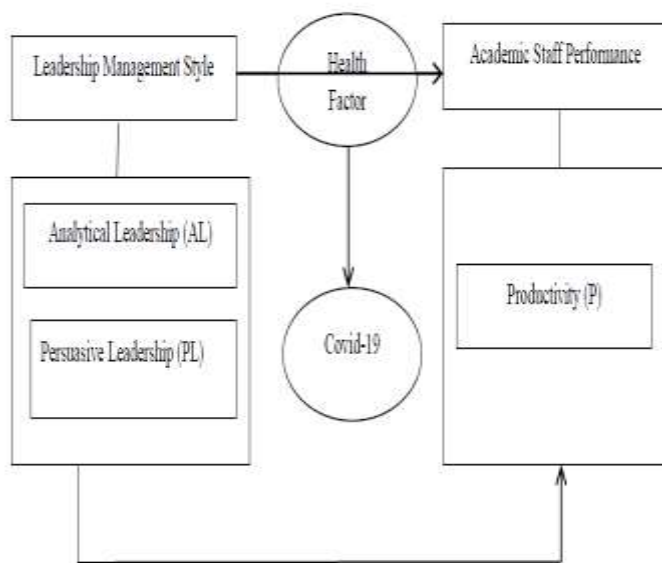 Leadership Management Style
Health
Factor
Academic Staff Performance
Analytical Leadership (AL)
Persuasive Leadership (PL)
Covid-19
Productivity (P)